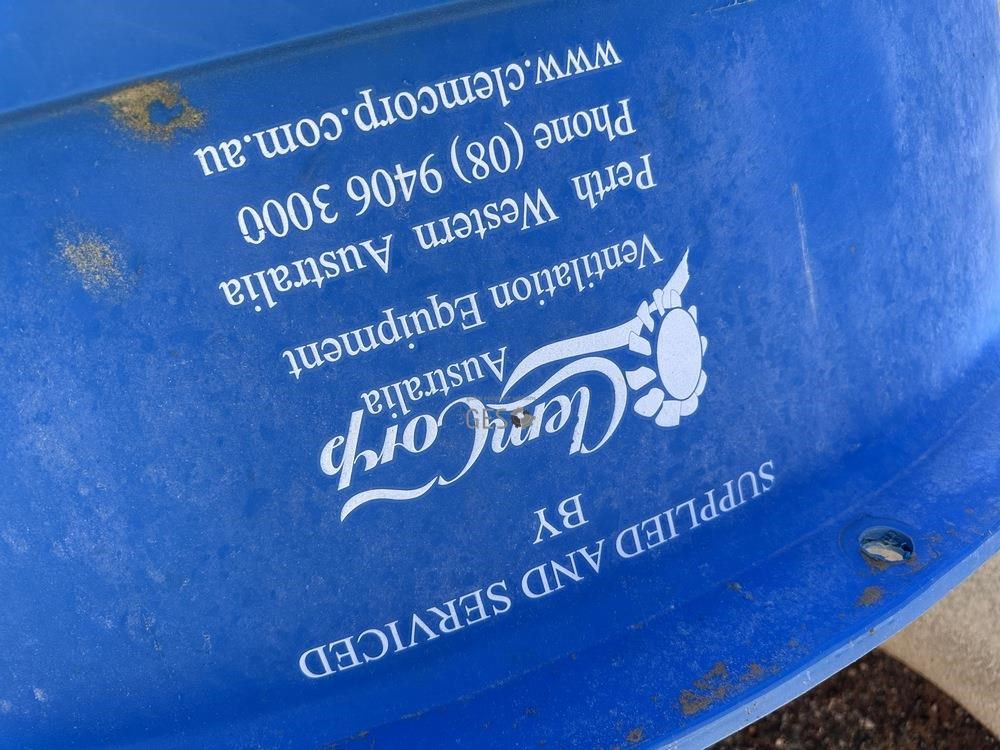 SUPPLIED AND SERVICED
BY
ClemCorp
Australia
Ventilation Equipment
Perth Western Australia
Phone (08) 9406 3000
www.clemcorp.com.au
GES